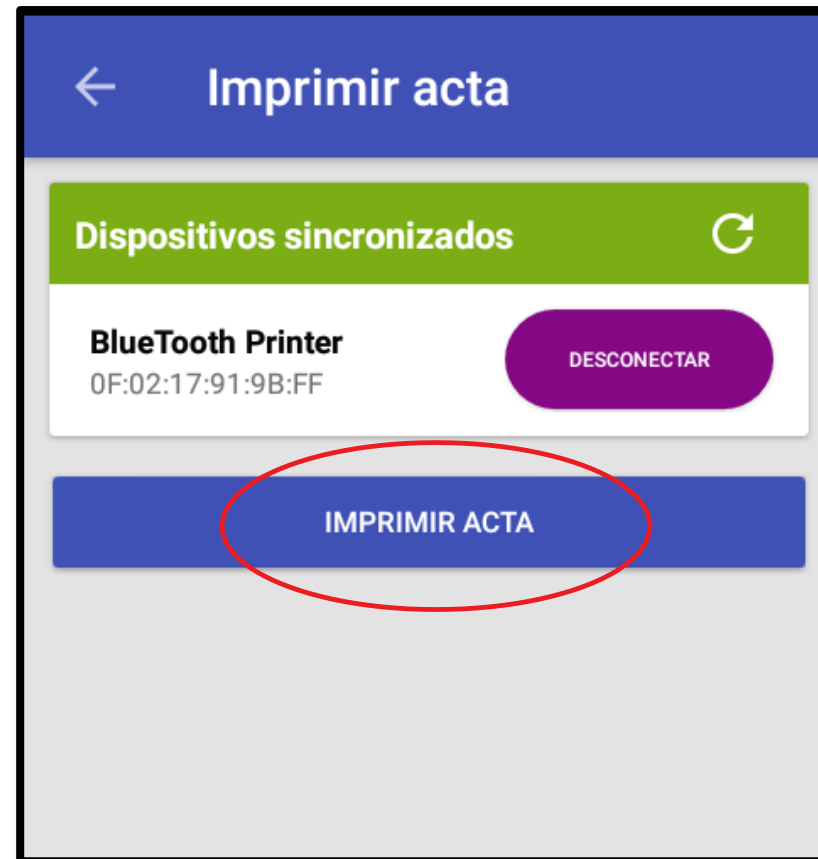 Imprimir acta
Dispositivos sincronizados
BlueTooth Printer
DESCONECTAR
0F:02:17:91:9B:FF
IMPRIMIR ACTA